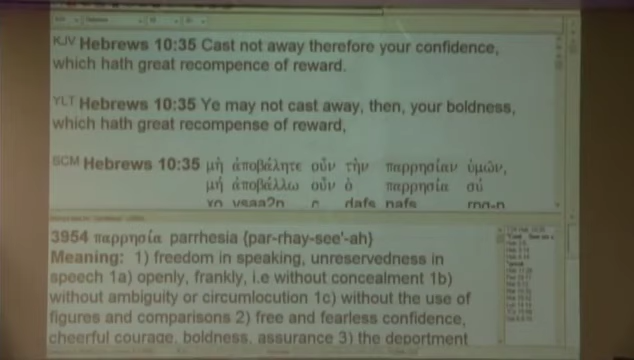 KJV Hebrews 10:35 Cast not away therefore your confidence,
which hath great recompence of reward.
YLT Hebrews 10:35 Ye may not cast away, then, your boldness,
which hath great recompense of reward,
SCM Hebrews 10:35 μὴ ἀποβάλητε οὖν τὴν παρρησίαν ὑμῶν,
μή ἀποβάλλω οὖν ὁ παρρησία σύ
3954 παρρησία parrhesia {par-rhay-see'-ah}
Meaning: 1) freedom in speaking, unreservedness in
speech 1a) openly, frankly, i.e without concealment 1b)
without ambiguity or circumlocution 1c) without the use of
figures and comparisons 2) free and fearless confidence,
cheerful courage, boldness, assurance 3) the deportment